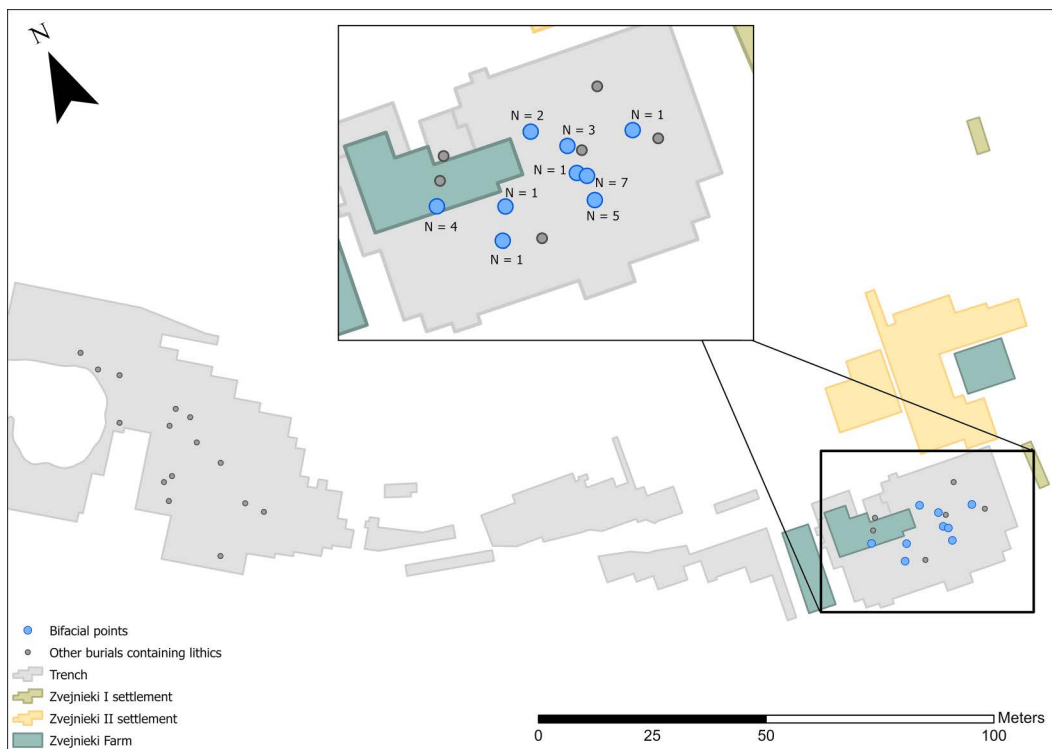 N
N = 2
N = 1
N = 3
N = 1
N = 7
N = 1
N = 5
N = 4
N = 1
Bifacial points
Other burials containing lithics
Trench
Zvejnieki I settlement
Zvejnieki II settlement
Zvejnieki Farm
Meters
0 25 50 100